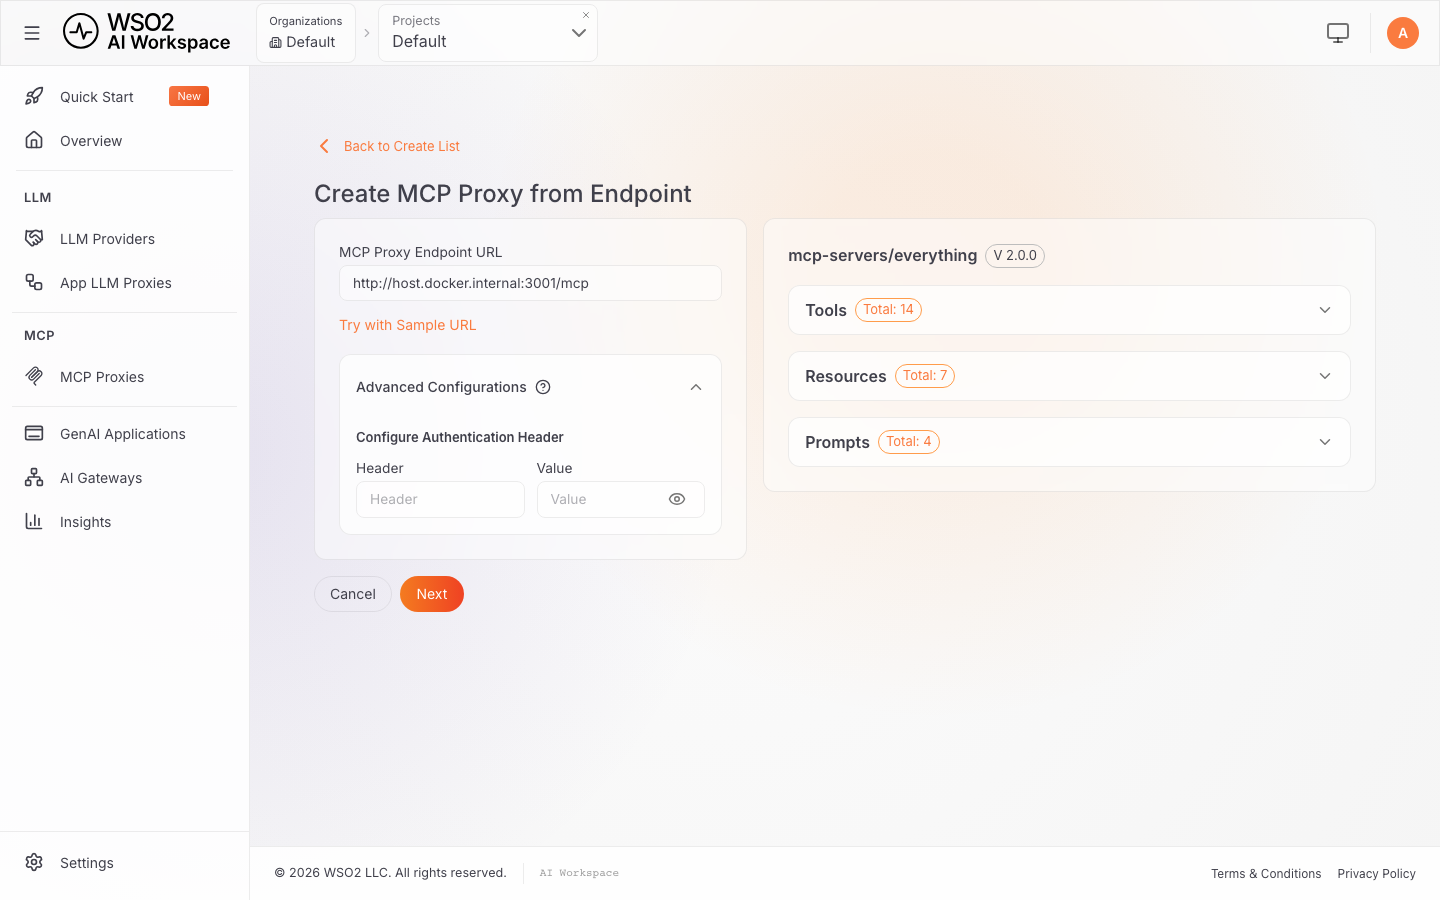 WSO2
AI Workspace
Organizations
Default
Projects
Default
A
Quick Start
New
Overview
LLM
LLM Providers
App LLM Proxies
MCP
MCP Proxies
GenAI Applications
AI Gateways
Insights
Settings
Back to Create List
Create MCP Proxy from Endpoint
MCP Proxy Endpoint URL
http://host.docker.internal:3001/mcp
Try with Sample URL
Advanced Configurations
Configure Authentication Header
Header Value
Header Value
Cancel Next
mcp-servers/everything V 2.0.0
Tools Total: 14
Resources Total: 7
Prompts Total: 4
© 2026 WSO2 LLC. All rights reserved. AI Workspace
Terms & Conditions Privacy Policy